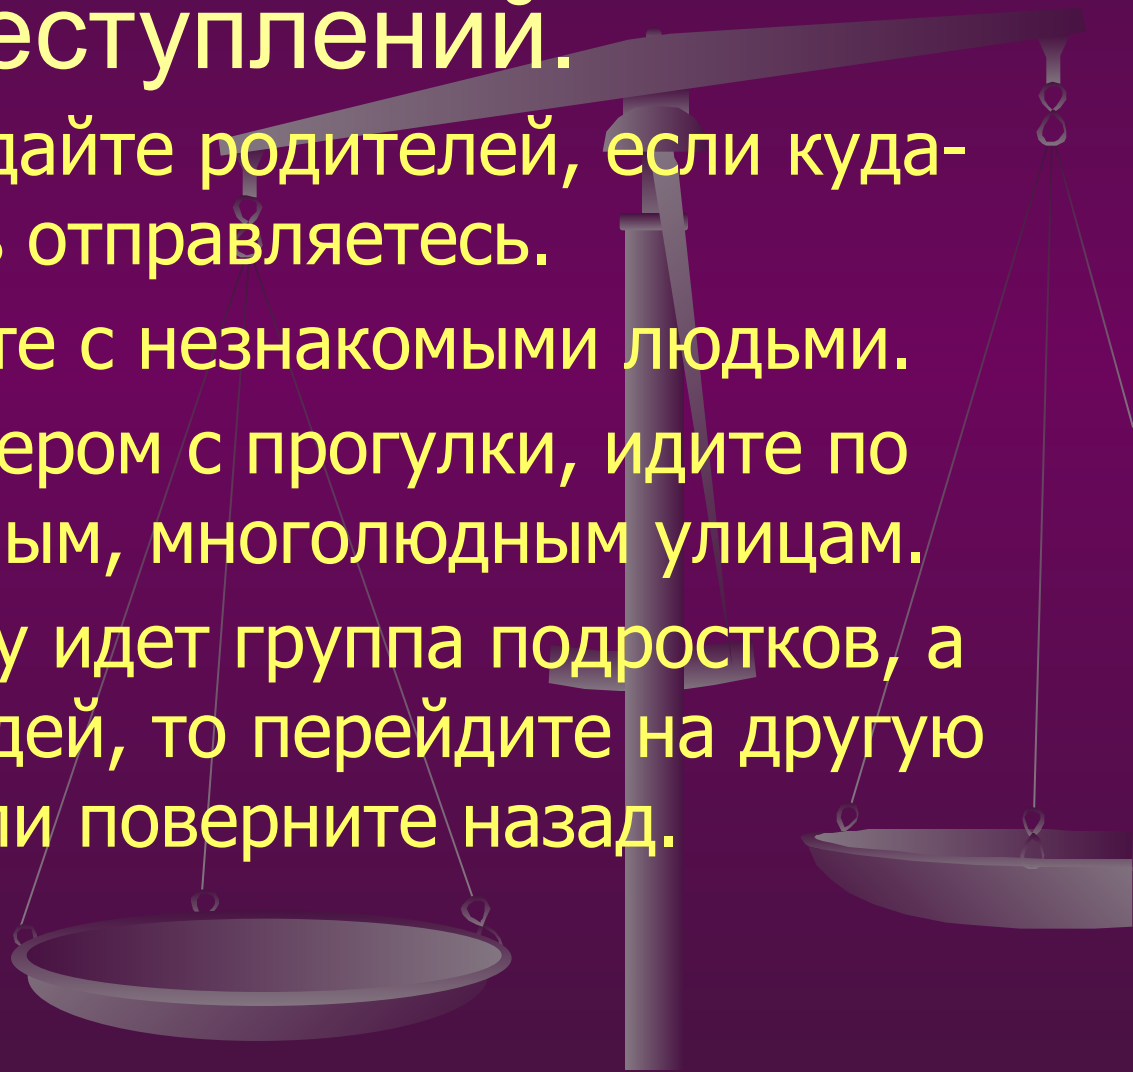 еступлений.
дайте родителей, если куда-
ь отправляетесь.
те с незнакомыми людьми.
ером с прогулки, идите по
ым, многолюдным улицам.
у идет группа подростков, а
дей, то перейдите на другую
ли поверните назад.